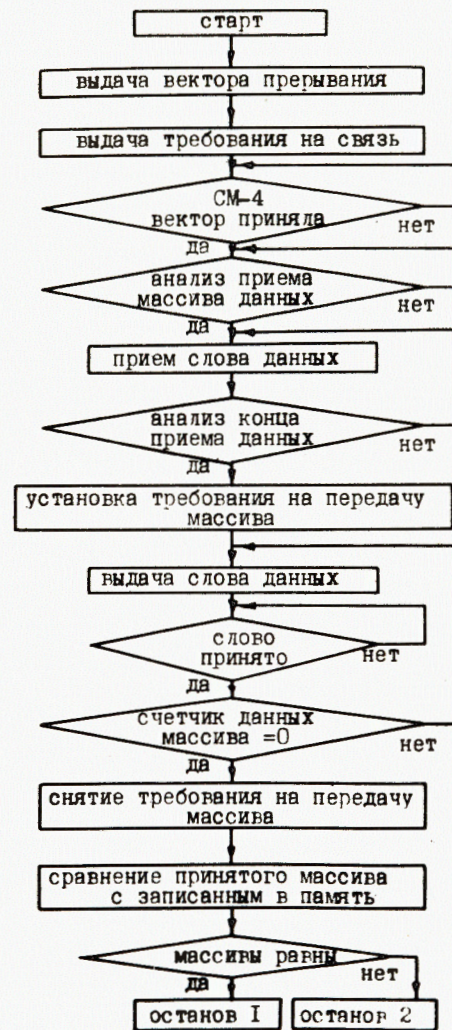 старт
выдача вектора прерывания
выдача требования на связь
СМ-4
вектор приняла
нет
да
анализ приема
массива данных
нет
да
прием слова данных
анализ конца
приема данных
нет
да
установка требования на передачу
массива
выдача слова данных
слово
принято
нет
да
счетчик данных
массива =0
нет
да
снятие требования на передачу
массива
сравнение принятого массива
с записанным в память
массивы равны
нет
да
останов I
останов 2